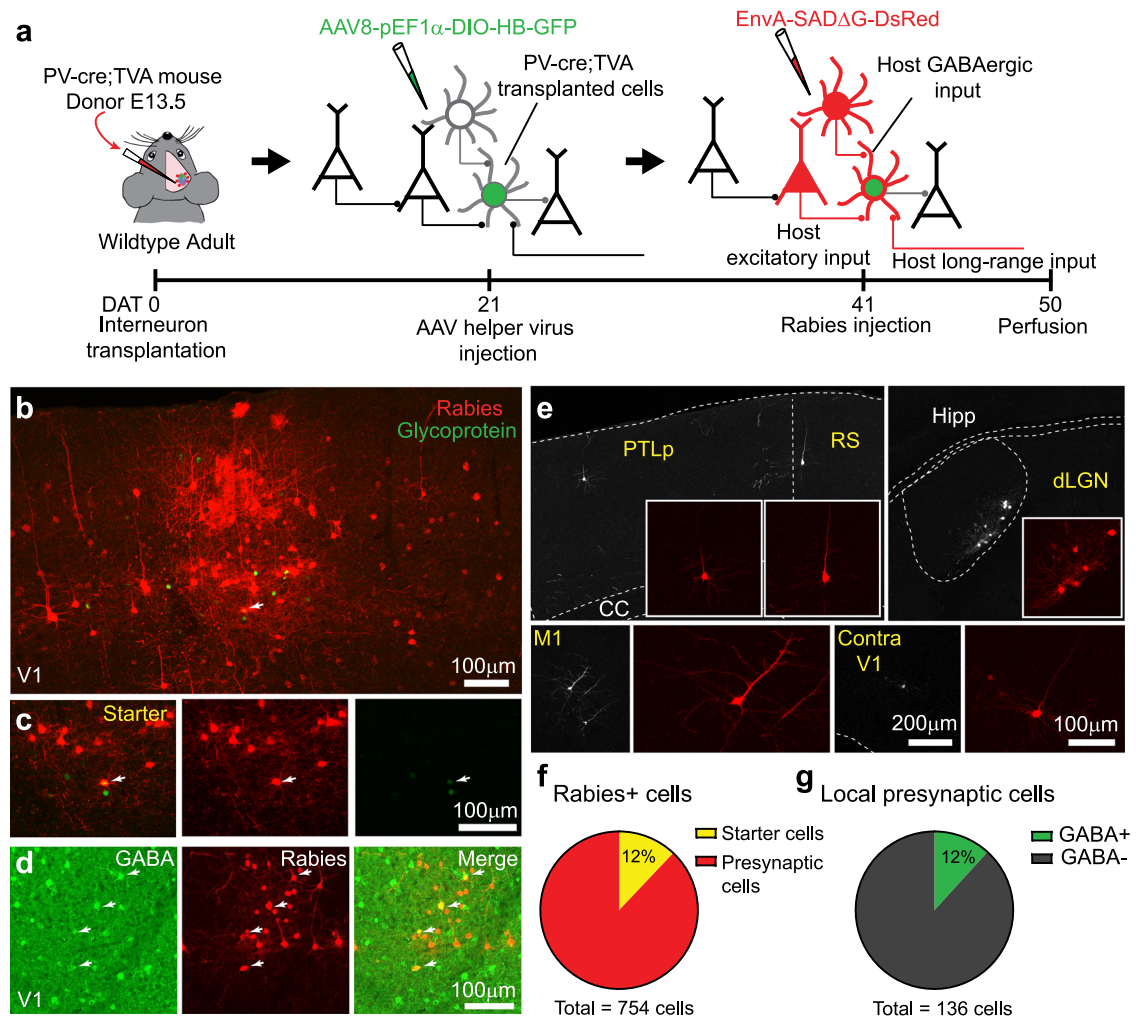 a
AAV8-pEF1α-DIO-HB-GFP
EnvA-SADΔG-DsRed
PV-cre;TVA mouse
Donor E13.5
PV-cre;TVA
transplanted cells
Host GABAergic
input
Wildtype Adult
Host
excitatory input
Host long-range input
DAT 0
21
41
50
Interneuron
transplantation
AAV helper virus
injection
Rabies injection
Perfusion
b
Rabies
Glycoprotein
V1
100μm
c
Starter
100μm
d
GABA
Rabies
Merge
V1
100μm
e
PTLp
RS
CC
Hipp
dLGN
M1
Contra
V1
200μm
100μm
f
Rabies+ cells
12%
Starter cells
Presynaptic
cells
Total = 754 cells
g
Local presynaptic cells
12%
GABA+
GABA-
Total = 136 cells